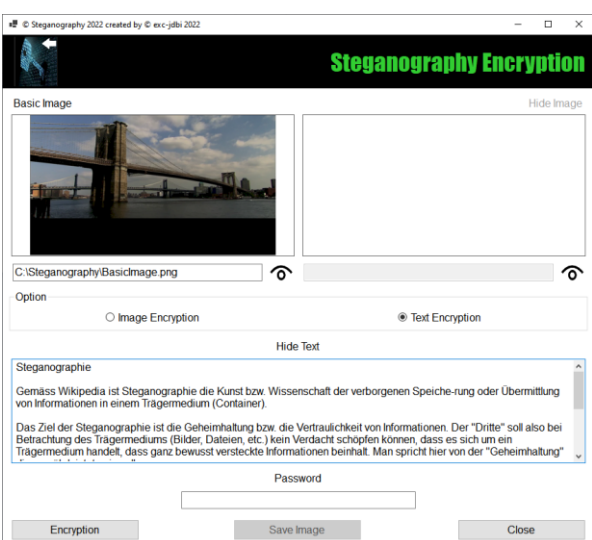 © Steganography 2022 created by © exc-jdbi 2022
Steganography Encryption
Basic Image
Hide Image
C:\Steganography\BasicImage.png
Option
Image Encryption
Text Encryption
Hide Text
Steganographie
Gemäss Wikipedia ist Steganographie die Kunst bzw. Wissenschaft der verborgenen Speiche-rung oder Übermittlung
von Informationen in einem Trägermedium (Container).
Das Ziel der Steganographie ist die Geheimhaltung bzw. die Vertraulichkeit von Informationen. Der "Dritte" soll also bei
Betrachtung des Trägermediums (Bilder, Dateien, etc.) kein Verdacht schöpfen können, dass es sich um ein
Trägermedium handelt, dass ganz bewusst versteckte Informationen beinhalt. Man spricht hier von der "Geheimhaltung"
Password
Encryption
Save Image
Close